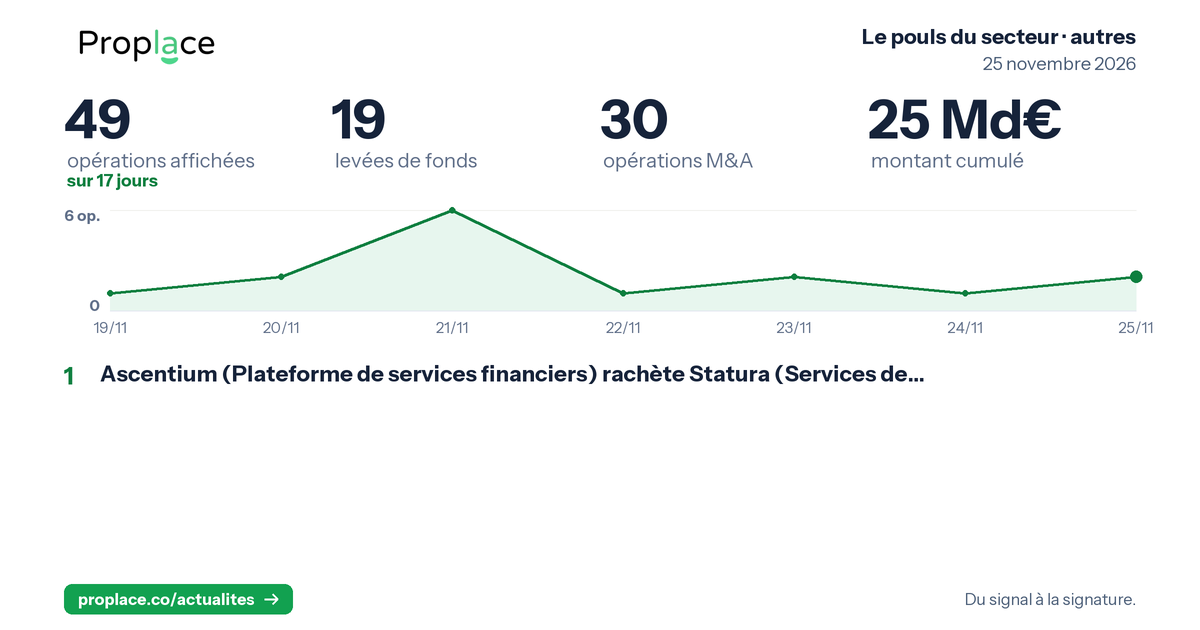 Proplace
Le pouls du secteur · autres
25 novembre 2026
49
opérations affichées
sur 17 jours
19
levées de fonds
30
opérations M&A
25 Md€
montant cumulé
6 op.
0
19/11 20/11 21/11 22/11 23/11 24/11 25/11
1 Ascentium (Plateforme de services financiers) rachète Statura (Services de...
proplace.co/actualites →
Du signal à la signature.